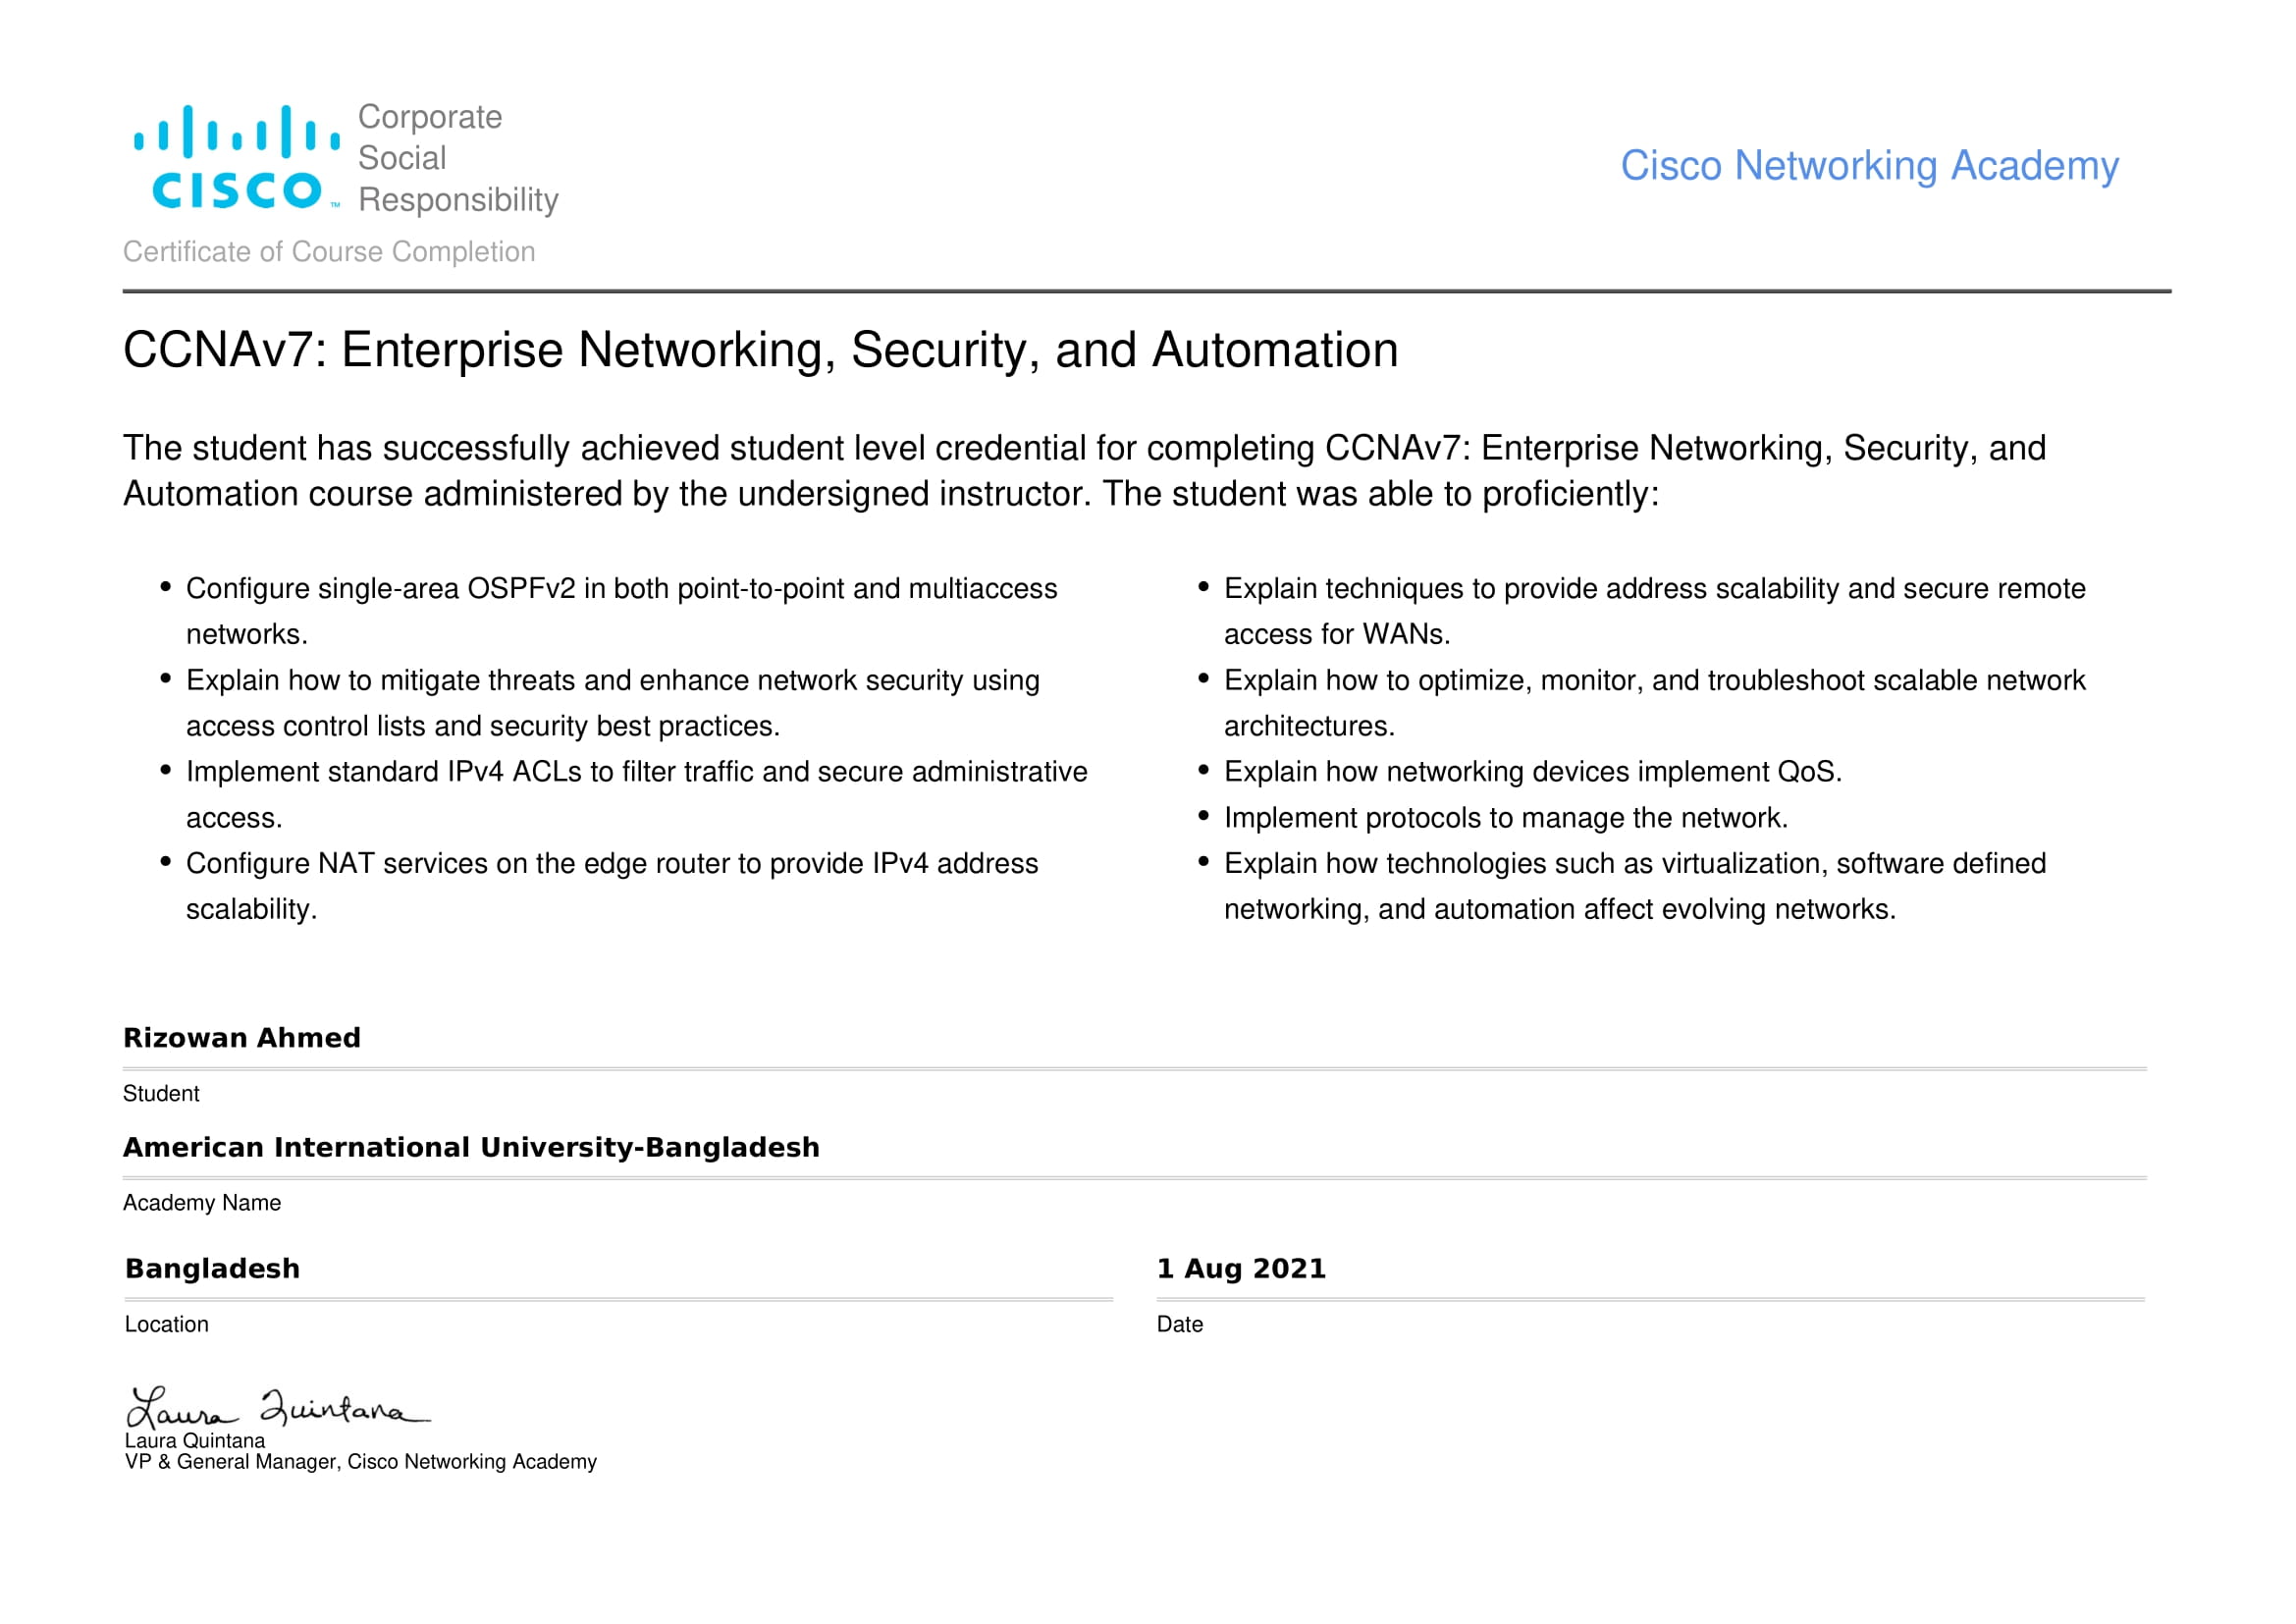 CISCO™
Corporate
Social
Responsibility
Cisco Networking Academy
Certificate of Course Completion
CCNAv7: Enterprise Networking, Security, and Automation
The student has successfully achieved student level credential for completing CCNAv7: Enterprise Networking, Security, and
Automation course administered by the undersigned instructor. The student was able to proficiently:
• Configure single-area OSPFv2 in both point-to-point and multiaccess
networks.
• Explain how to mitigate threats and enhance network security using
access control lists and security best practices.
• Implement standard IPv4 ACLs to filter traffic and secure administrative
access.
• Configure NAT services on the edge router to provide IPv4 address
scalability.
• Explain techniques to provide address scalability and secure remote
access for WANs.
• Explain how to optimize, monitor, and troubleshoot scalable network
architectures.
• Explain how networking devices implement QoS.
• Implement protocols to manage the network.
• Explain how technologies such as virtualization, software defined
networking, and automation affect evolving networks.
Rizowan Ahmed
Student
American International University-Bangladesh
Academy Name
Bangladesh
Location
1 Aug 2021
Date
Laura Quintana
Laura Quintana
VP & General Manager, Cisco Networking Academy